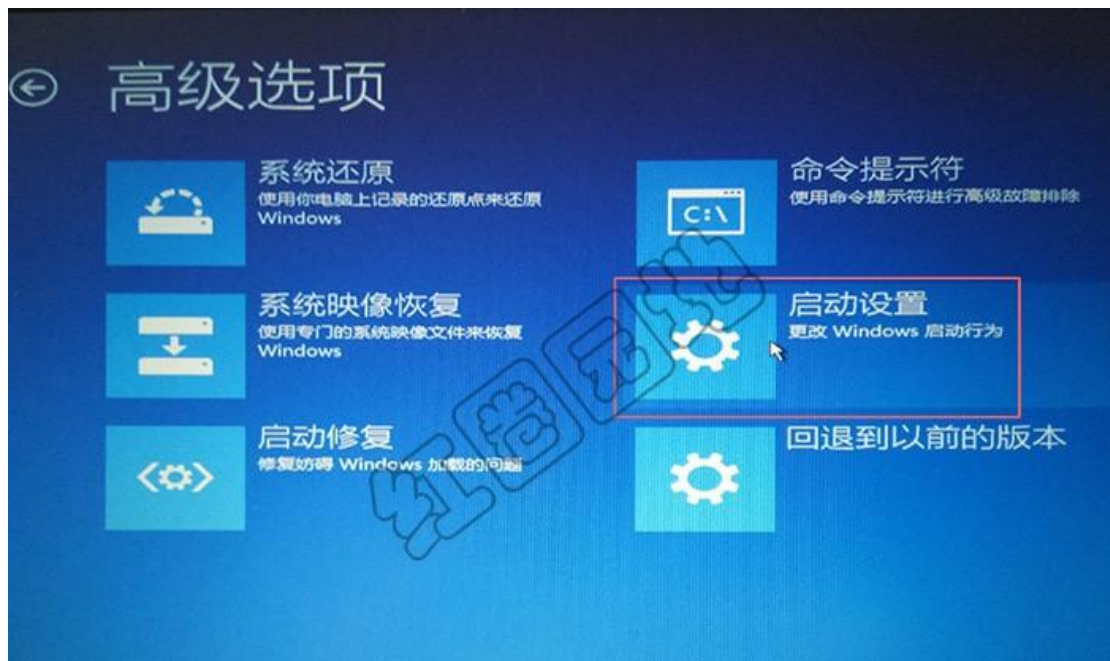 高级选项
系统还原
使用你电脑上记录的还原点来还原
Windows
命令提示符
使用命令提示符进行高级故障排除
C:\
系统映像恢复
使用专门的系统映像文件来恢复
Windows
启动设置
更改 Windows 启动行为
启动修复
修复妨碍 Windows 加载的问题
回退到以前的版本